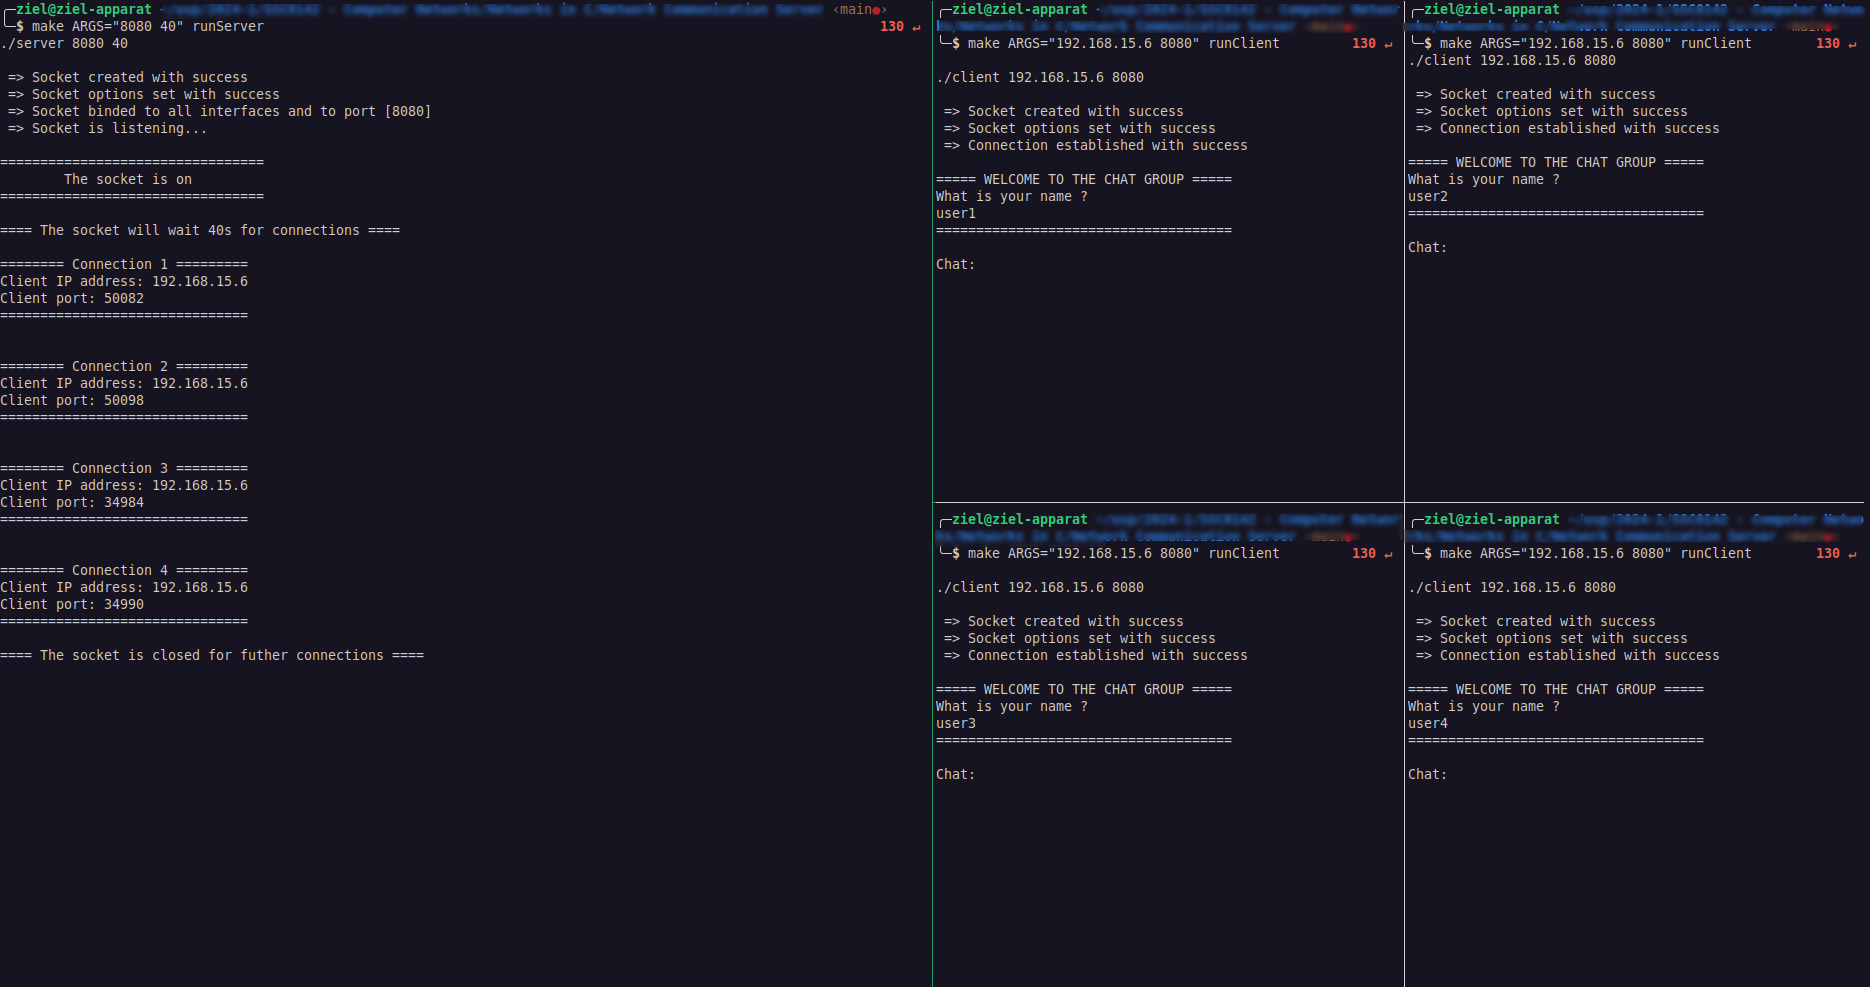 ╭─ziel@ziel-apparat ‹main●›
╰─$ make ARGS="8080 40" runServer 130 ↵
./server 8080 40

 => Socket created with success
 => Socket options set with success
 => Socket binded to all interfaces and to port [8080]
 => Socket is listening...

=================================
        The socket is on
=================================

==== The socket will wait 40s for connections ====

======== Connection 1 =========
Client IP address: 192.168.15.6
Client port: 50082
===============================

======== Connection 2 =========
Client IP address: 192.168.15.6
Client port: 50098
===============================

======== Connection 3 =========
Client IP address: 192.168.15.6
Client port: 34984
===============================

======== Connection 4 =========
Client IP address: 192.168.15.6
Client port: 34990
===============================

==== The socket is closed for futher connections ====

╭─ziel@ziel-apparat
╰─$ make ARGS="192.168.15.6 8080" runClient 130 ↵

./client 192.168.15.6 8080

 => Socket created with success
 => Socket options set with success
 => Connection established with success

===== WELCOME TO THE CHAT GROUP =====
What is your name ?
user1
=====================================

Chat:

╭─ziel@ziel-apparat
╰─$ make ARGS="192.168.15.6 8080" runClient 130 ↵
./client 192.168.15.6 8080

 => Socket created with success
 => Socket options set with success
 => Connection established with success

===== WELCOME TO THE CHAT GROUP =====
What is your name ?
user2
=====================================

Chat:

╭─ziel@ziel-apparat
╰─$ make ARGS="192.168.15.6 8080" runClient 130 ↵

./client 192.168.15.6 8080

 => Socket created with success
 => Socket options set with success
 => Connection established with success

===== WELCOME TO THE CHAT GROUP =====
What is your name ?
user3
=====================================

Chat:

╭─ziel@ziel-apparat
╰─$ make ARGS="192.168.15.6 8080" runClient 130 ↵

./client 192.168.15.6 8080

 => Socket created with success
 => Socket options set with success
 => Connection established with success

===== WELCOME TO THE CHAT GROUP =====
What is your name ?
user4
=====================================

Chat: